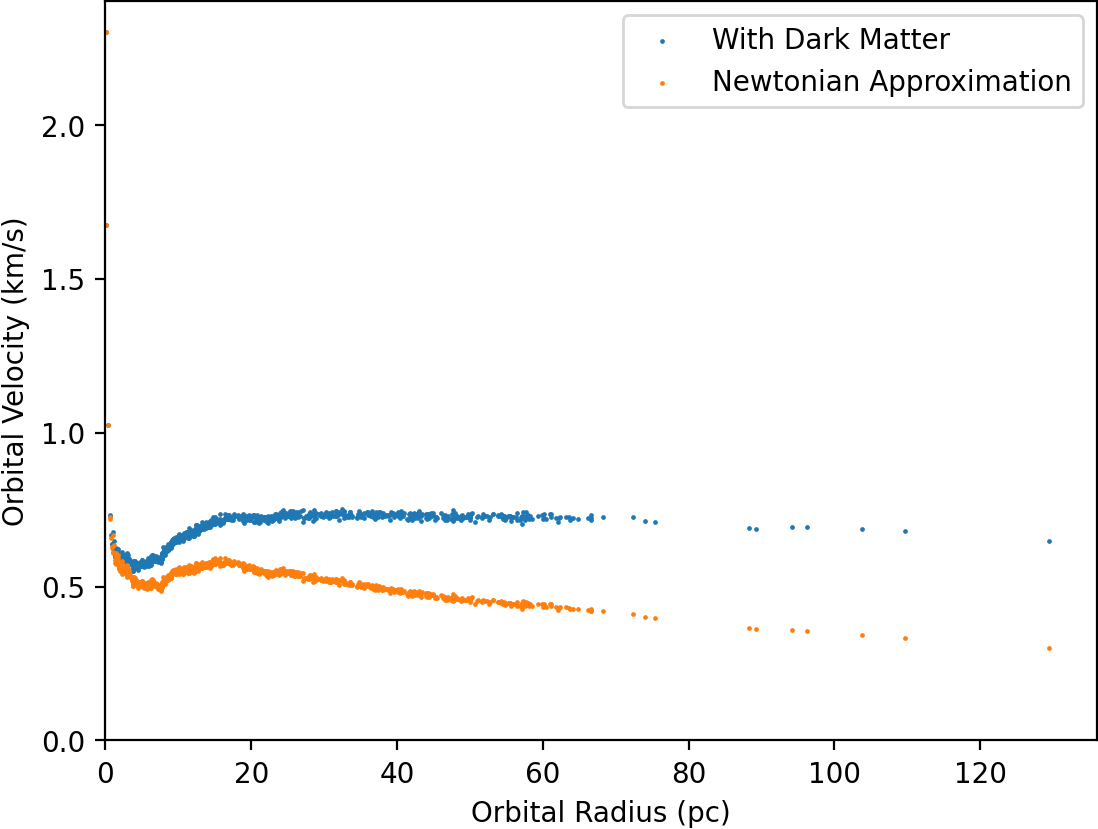 With Dark Matter
Newtonian Approximation
Orbital Velocity (km/s)
2.0
1.5
1.0
0.5
0.0
0 20 40 60 80 100 120
Orbital Radius (pc)